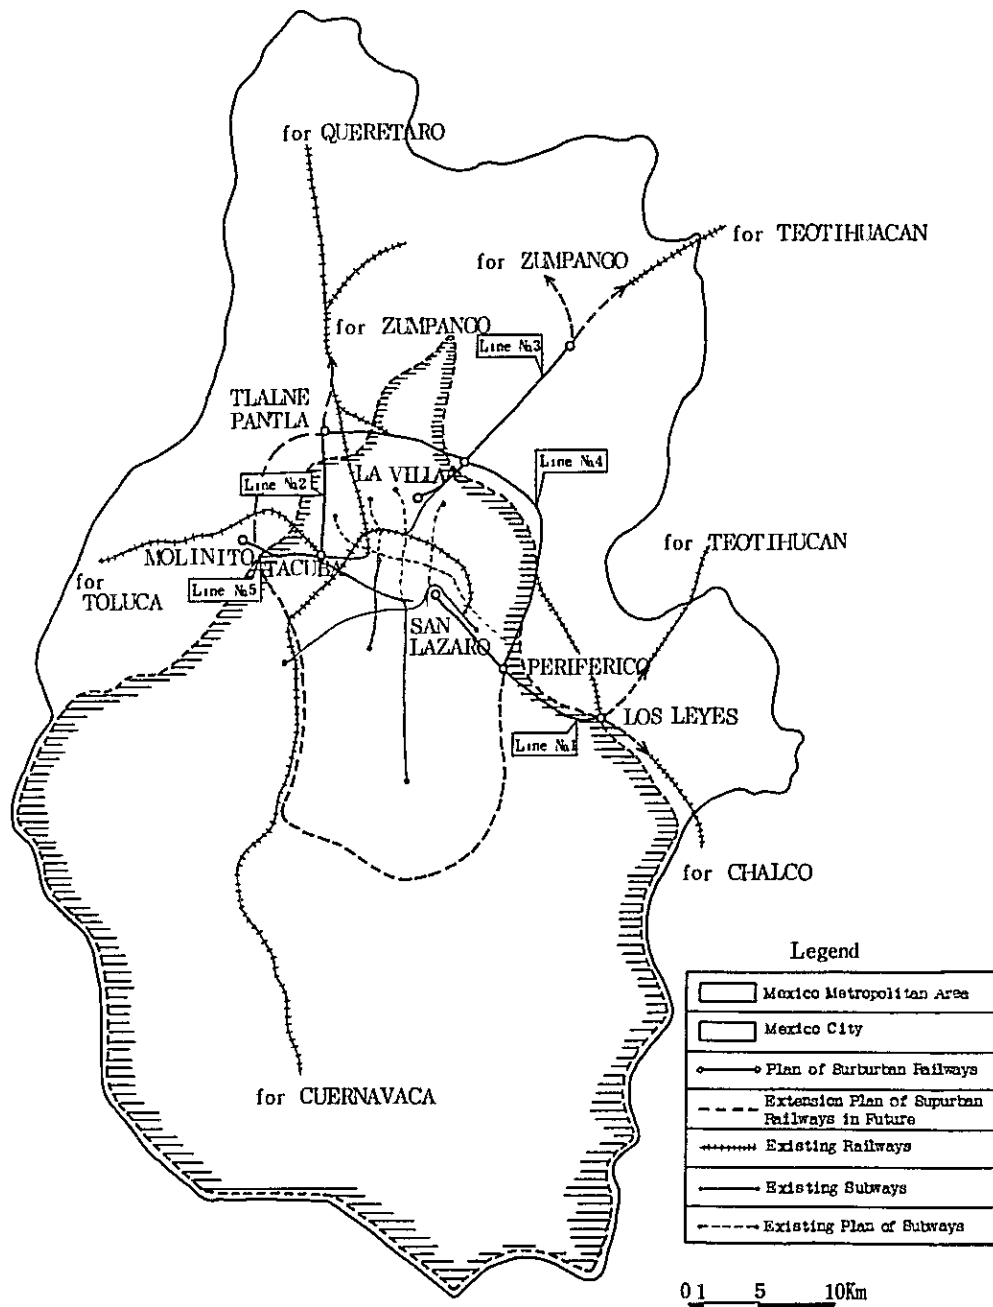 for QUERETARO
for TEOTIHUACAN
for ZUMPANGO
for ZUMPANGO
Line №3
TLALNE
PANTLA
Line №4
LA VILLA
Line №2
for TEOTIHUCAN
MOLINITO
TACUBA
for
TOLUCA
Line №5
SAN
LAZARO
PERIFERICO
LOS LEYES
Line №1
for CHALCO
for CUERNAVACA
Legend
Mexico Metropolitan Area
Mexico City
Plan of Surburban Railways
Extension Plan of Supurban
Railways in Future
Existing Railways
Existing Subways
Existing Plan of Subways
0 1 5 10Km